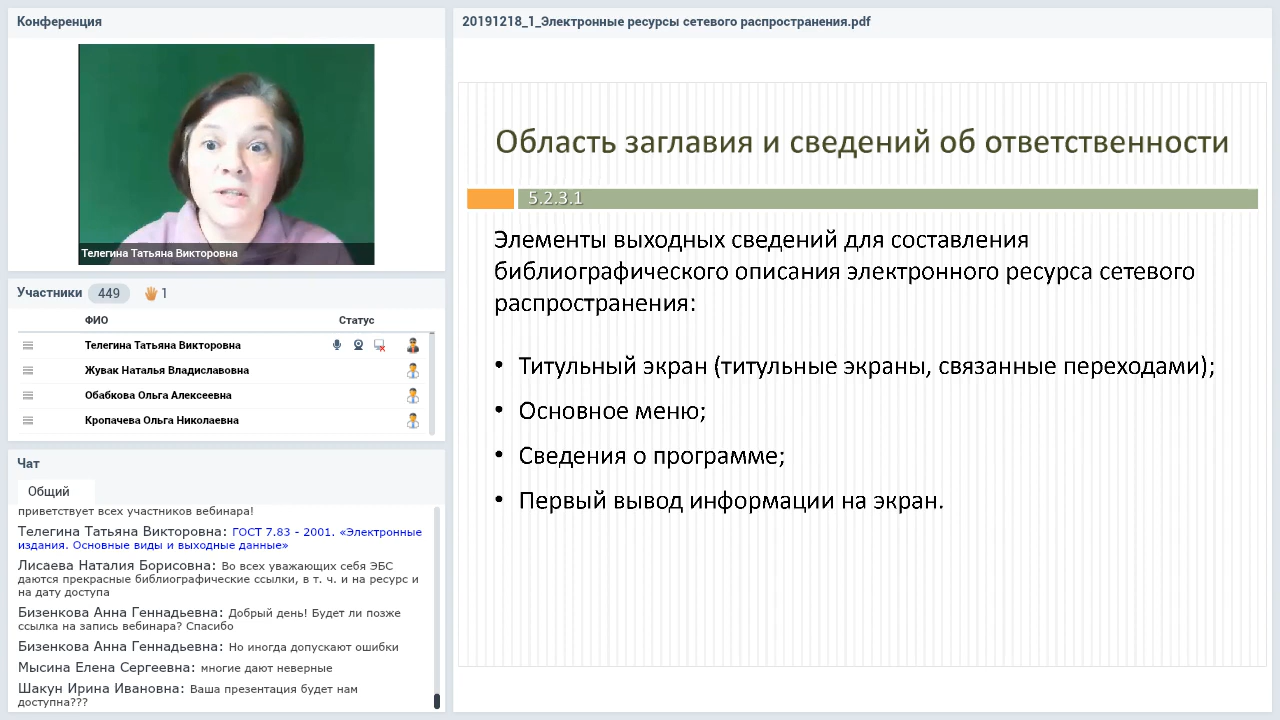 Конференция
Телегина Татьяна Викторовна
Участники 449 1
ФИО Статус
Телегина Татьяна Викторовна
Жувак Наталья Владиславовна
Обабкова Ольга Алексеевна
Кропачева Ольга Николаевна
Чат
Общий
приветствует всех участников вебинара!
Телегина Татьяна Викторовна: ГОСТ 7.83 - 2001. «Электронные
издания. Основные виды и выходные данные»
Лисаева Наталия Борисовна: Во всех уважающих себя ЭБС
даются прекрасные библиографические ссылки, в т. ч. и на ресурс и
на дату доступа
Бизенкова Анна Геннадьевна: Добрый день! Будет ли позже
ссылка на запись вебинара? Спасибо
Бизенкова Анна Геннадьевна: Но иногда допускают ошибки
Мысина Елена Сергеевна: многие дают неверные
Шакун Ирина Ивановна: Ваша презентация будет нам
доступна???
20191218_1_Электронные ресурсы сетевого распространения.pdf
Область заглавия и сведений об ответственности
5.2.3.1
Элементы выходных сведений для составления
библиографического описания электронного ресурса сетевого
распространения:
• Титульный экран (титульные экраны, связанные переходами);
• Основное меню;
• Сведения о программе;
• Первый вывод информации на экран.